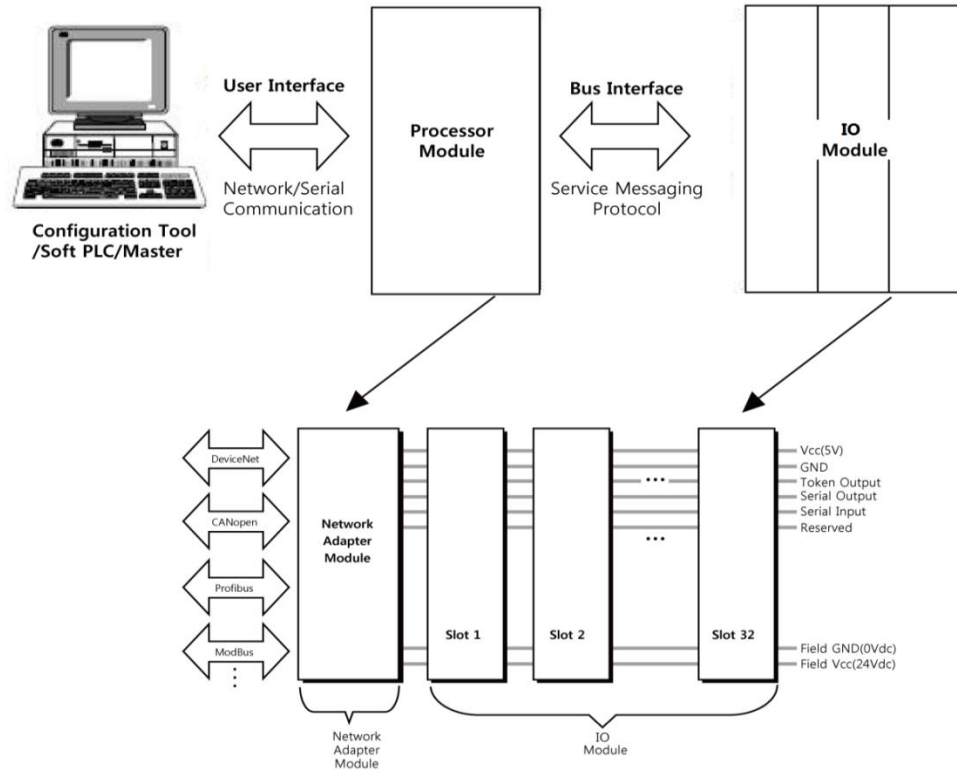 User Interface
Network/Serial
Communication
Configuration Tool
/Soft PLC/Master
Processor
Module
Bus Interface
Service Messaging
Protocol
IO
Module
DeviceNet
CANopen
Profibus
ModBus
Network
Adapter
Module
Slot 1
Slot 2
Slot 32
Vcc(5V)
GND
Token Output
Serial Output
Serial Input
Reserved
Field GND(0Vdc)
Field Vcc(24Vdc)
Network
Adapter
Module
IO
Module